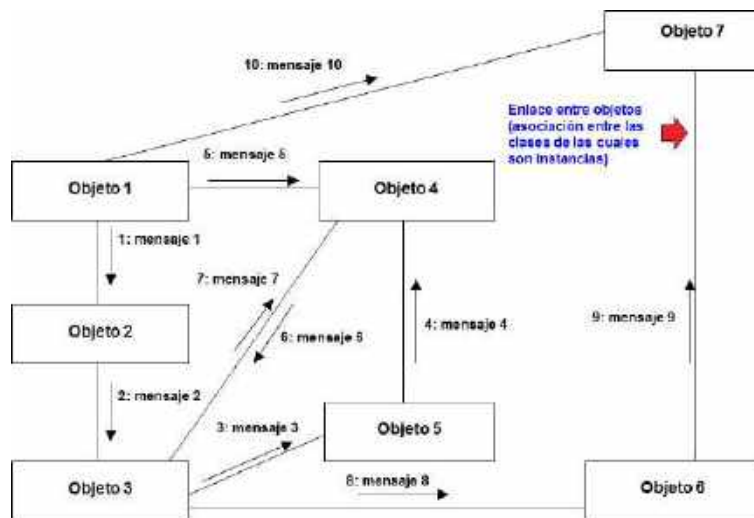 Objeto 7
10: mensaje 10
Enlace entre objetos
(asociación entre las
clases de las cuales
son instancias)
5: mensaje 5
Objeto 1
Objeto 4
1: mensaje 1
7: mensaje 7
Objeto 2
6: mensaje 6
4: mensaje 4
9: mensaje 9
2: mensaje 2
3: mensaje 3
Objeto 5
Objeto 3
8: mensaje 8
Objeto 6